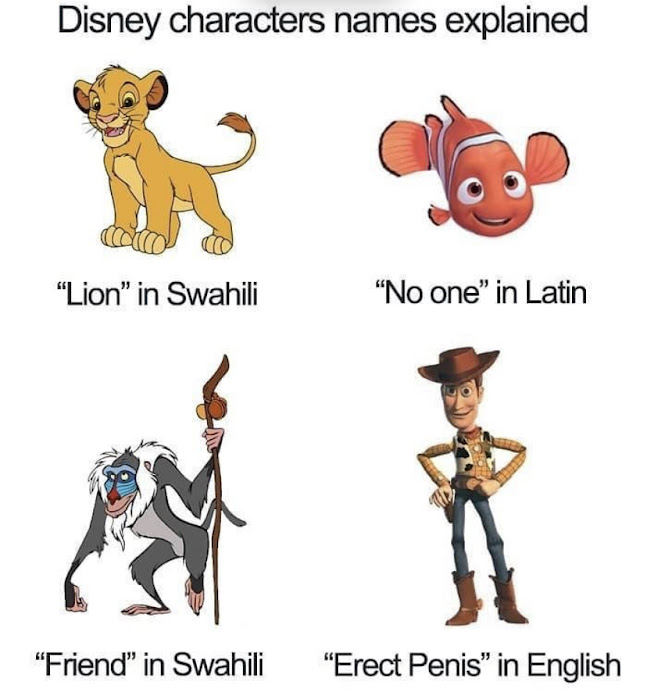 Disney characters names explained
“Lion” in Swahili
“No one” in Latin
“Friend” in Swahili
“Erect Penis” in English